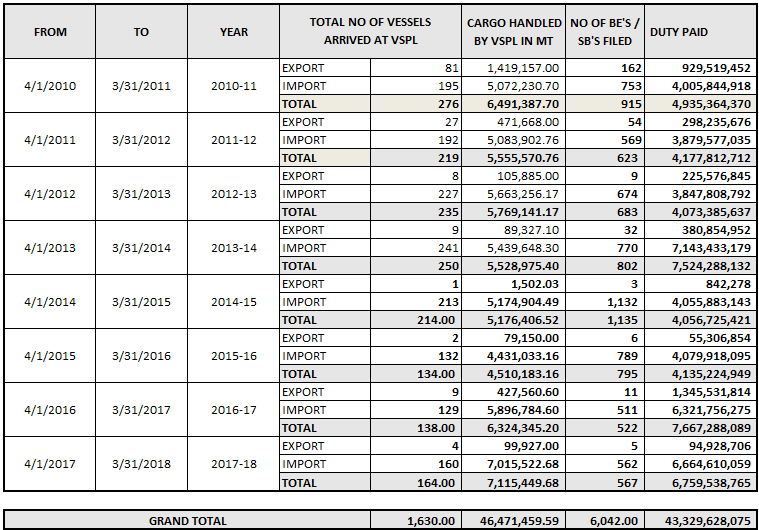 FROM TO YEAR TOTAL NO OF VESSELS ARRIVED AT VSPL CARGO HANDLED BY VSPL IN MT NO OF BE'S / SB'S FILED DUTY PAID
4/1/2010 3/31/2011 2010-11
EXPORT 81 1,419,157.00 162 929,519,452
IMPORT 195 5,072,230.70 753 4,005,844,918
TOTAL 276 6,491,387.70 915 4,935,364,370
4/1/2011 3/31/2012 2011-12
EXPORT 27 471,668.00 54 298,235,676
IMPORT 192 5,083,902.76 569 3,879,577,035
TOTAL 219 5,555,570.76 623 4,177,812,712
4/1/2012 3/31/2013 2012-13
EXPORT 8 105,885.00 9 225,576,845
IMPORT 227 5,663,256.17 674 3,847,808,792
TOTAL 235 5,769,141.17 683 4,073,385,637
4/1/2013 3/31/2014 2013-14
EXPORT 9 89,327.10 32 380,854,952
IMPORT 241 5,439,648.30 770 7,143,433,179
TOTAL 250 5,528,975.40 802 7,524,288,132
4/1/2014 3/31/2015 2014-15
EXPORT 1 1,502.03 3 842,278
IMPORT 213 5,174,904.49 1,132 4,055,883,143
TOTAL 214.00 5,176,406.52 1,135 4,056,725,421
4/1/2015 3/31/2016 2015-16
EXPORT 2 79,150.00 6 55,306,854
IMPORT 132 4,431,033.16 789 4,079,918,095
TOTAL 134.00 4,510,183.16 795 4,135,224,949
4/1/2016 3/31/2017 2016-17
EXPORT 9 427,560.60 11 1,345,531,814
IMPORT 129 5,896,784.60 511 6,321,756,275
TOTAL 138.00 6,324,345.20 522 7,667,288,089
4/1/2017 3/31/2018 2017-18
EXPORT 4 99,927.00 5 94,928,706
IMPORT 160 7,015,522.68 562 6,664,610,059
TOTAL 164.00 7,115,449.68 567 6,759,538,765
GRAND TOTAL 1,630.00 46,471,459.59 6,042.00 43,329,628,075